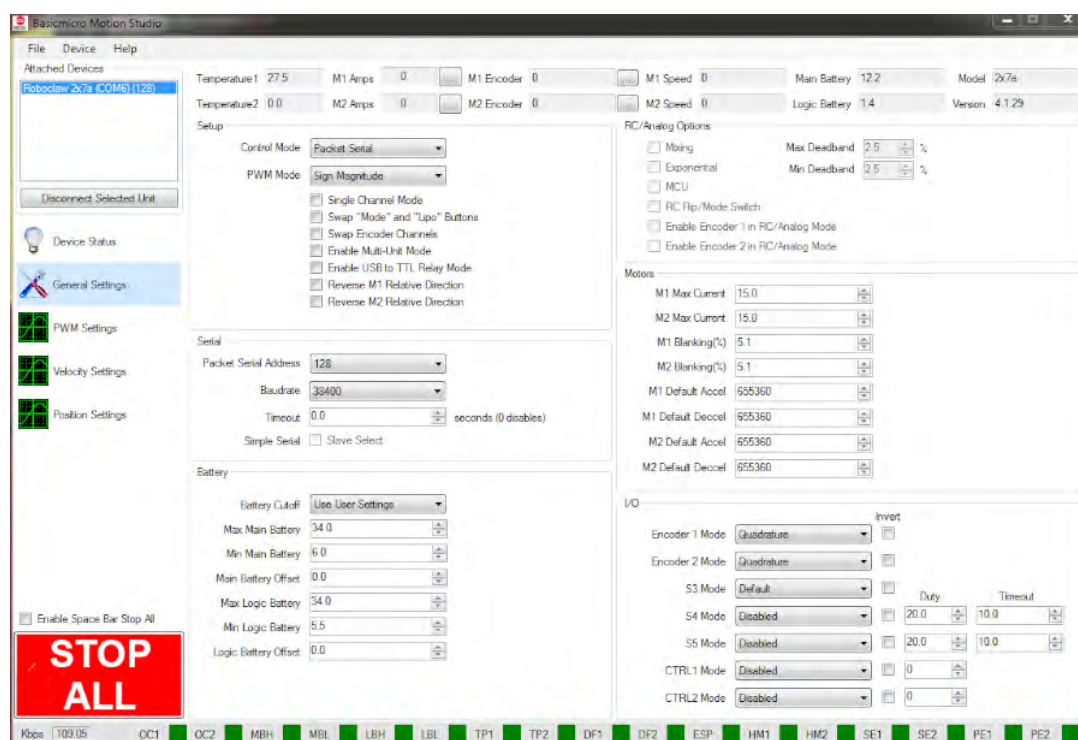 Basicmicro Motion Studio
File Device Help
Attached Devices
Roboclaw 2x7a (COM6) (128)
Disconnect Selected Unit
Device Status
General Settings
PWM Settings
Velocity Settings
Position Settings
Enable Space Bar Stop All
STOP
ALL
Temperature1 27.5 M1 Amps 0 ... M1 Encoder 0 ... M1 Speed 0 Main Battery 12.2 Model 2x7a
Temperature2 0.0 M2 Amps 0 ... M2 Encoder 0 ... M2 Speed 0 Logic Battery 1.4 Version 4.1.29
Setup
Control Mode Packet Serial
PWM Mode Sign Magnitude
Single Channel Mode
Swap "Mode" and "Lipo" Buttons
Swap Encoder Channels
Enable Multi-Unit Mode
Enable USB to TTL Relay Mode
Reverse M1 Relative Direction
Reverse M2 Relative Direction
Serial
Packet Serial Address 128
Baudrate 38400
Timeout 0.0 seconds (0 disables)
Simple Serial Slave Select
Battery
Battery Cutoff Use User Settings
Max Main Battery 34.0
Min Main Battery 6.0
Main Battery Offset 0.0
Max Logic Battery 34.0
Min Logic Battery 5.5
Logic Battery Offset 0.0
RC/Analog Options
Mixing Max Deadband 2.5 %
Exponential Min Deadband 2.5 %
MCU
RC Flip/Mode Switch
Enable Encoder 1 in RC/Analog Mode
Enable Encoder 2 in RC/Analog Mode
Motors
M1 Max Current 15.0
M2 Max Current 15.0
M1 Blanking(%) 5.1
M2 Blanking(%) 5.1
M1 Default Accel 655360
M1 Default Deccel 655360
M2 Default Accel 655360
M2 Default Deccel 655360
I/O
Invert
Encoder 1 Mode Quadrature
Encoder 2 Mode Quadrature
S3 Mode Default
Duty Timeout
S4 Mode Disabled 20.0 10.0
S5 Mode Disabled 20.0 10.0
CTRL1 Mode Disabled 0
CTRL2 Mode Disabled 0
Kbps 109.05 OC1 OC2 MBH MBL LBH LBL TP1 TP2 DF1 DF2 ESP HM1 HM2 SE1 SE2 PE1 PE2